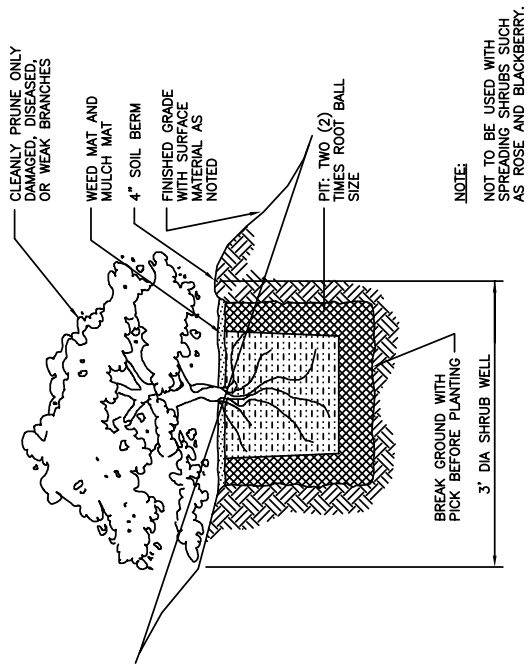 CLEANLY PRUNE ONLY
DAMAGED, DISEASED,
OR WEAK BRANCHES
WEED MAT AND
MULCH MAT
4" SOIL BERM
FINISHED GRADE
WITH SURFACE
MATERIAL AS
NOTED
PIT: TWO (2)
TIMES ROOT BALL
SIZE
BREAK GROUND WITH
PICK BEFORE PLANTING
3' DIA SHRUB WELL
NOTE:
NOT TO BE USED WITH
SPREADING SHRUBS SUCH
AS ROSE AND BLACKBERRY.